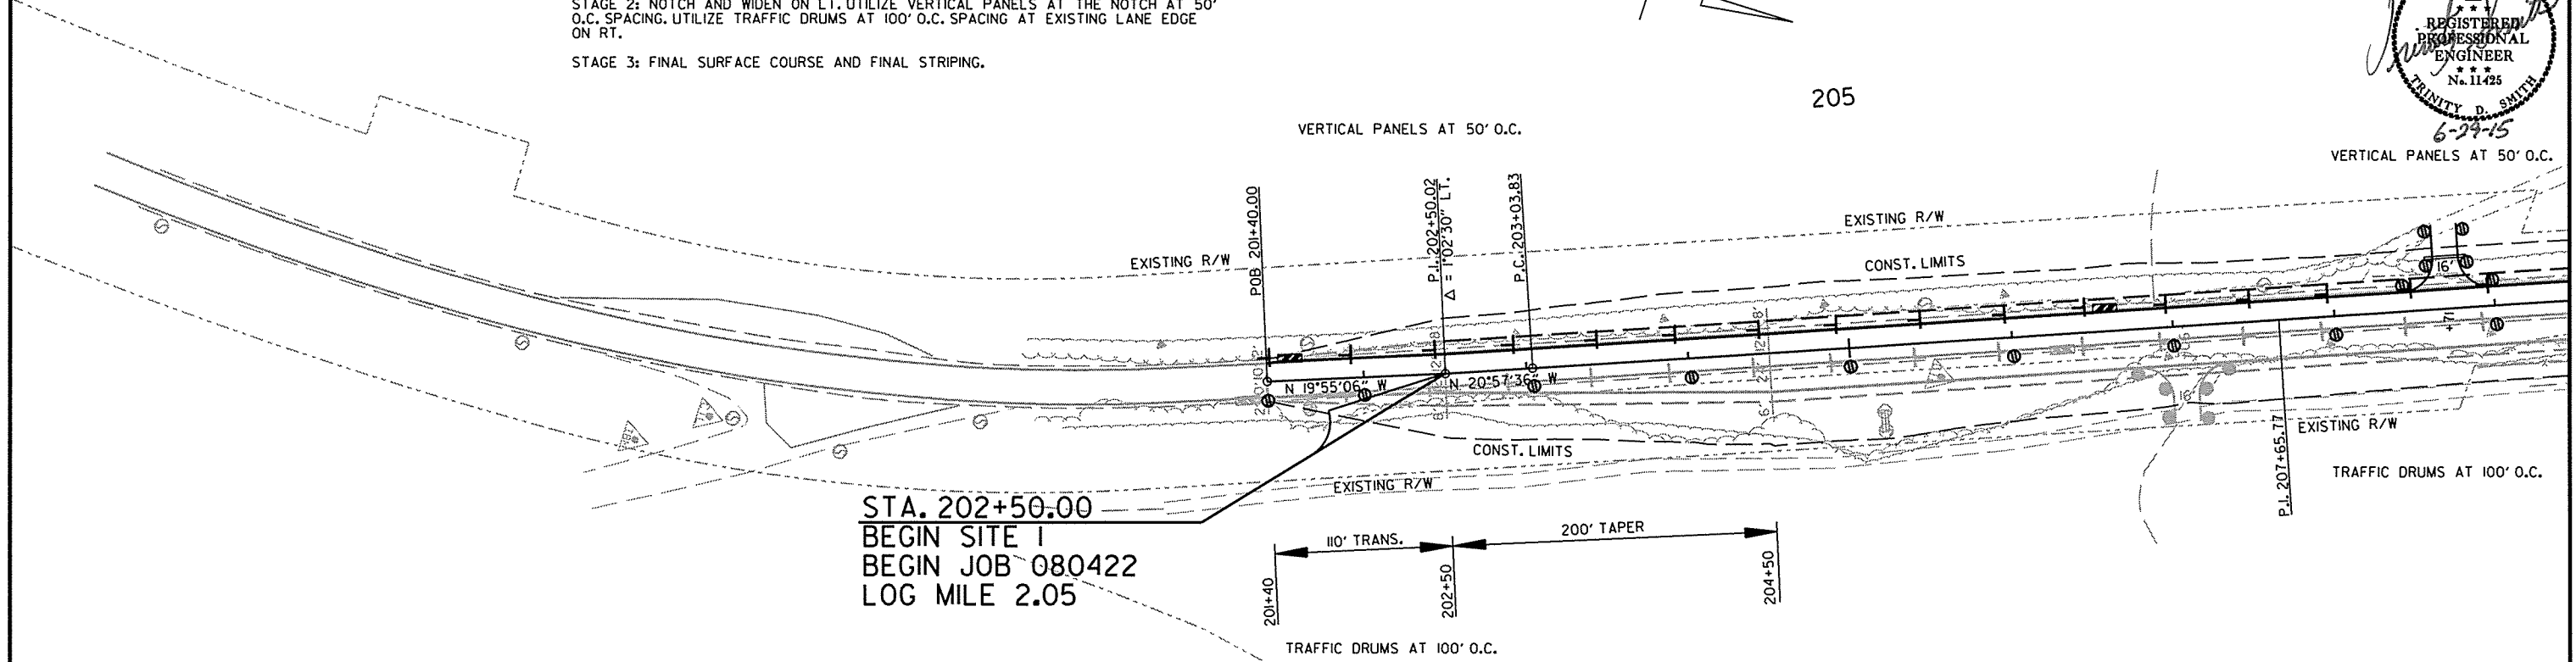 STAGE 2: NOTCH AND WIDEN ON LT. UTILIZE VERTICAL PANELS AT THE NOTCH AT 50'
O.C. SPACING. UTILIZE TRAFFIC DRUMS AT 100' O.C. SPACING AT EXISTING LANE EDGE
ON RT.
STAGE 3: FINAL SURFACE COURSE AND FINAL STRIPING.
REGISTERED
PROFESSIONAL
ENGINEER
No. 11425
TRINITY D. SMITH
6-29-15
205
VERTICAL PANELS AT 50' O.C.
VERTICAL PANELS AT 50' O.C.
POB 201+40.00
P.I. 202+50.02
Δ = 1°02'30" LT.
P.C. 203+03.83
EXISTING R/W
EXISTING R/W
CONST. LIMITS
16'
+71
N 19°55'06" W
N 20°57'36" W
16'
CONST. LIMITS
EXISTING R/W
EXISTING R/W
P.I. 207+65.77
TRAFFIC DRUMS AT 100' O.C.
STA. 202+50.00
BEGIN SITE 1
BEGIN JOB 080422
LOG MILE 2.05
110' TRANS.
200' TAPER
201+40
202+50
204+50
TRAFFIC DRUMS AT 100' O.C.